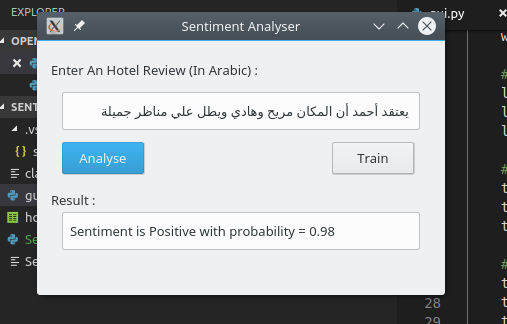 EXPLORER
gui.py
Sentiment Analyser
OPEN
Enter An Hotel Review (In Arabic) :
يعتقد أحمد أن المكان مريح وهادي ويطل علي مناظر جميلة
SENT
.vs
Analyse
Train
{} s
cla
gu
Result :
ho
Sentiment is Positive with probability = 0.98
Se
Se
28
29